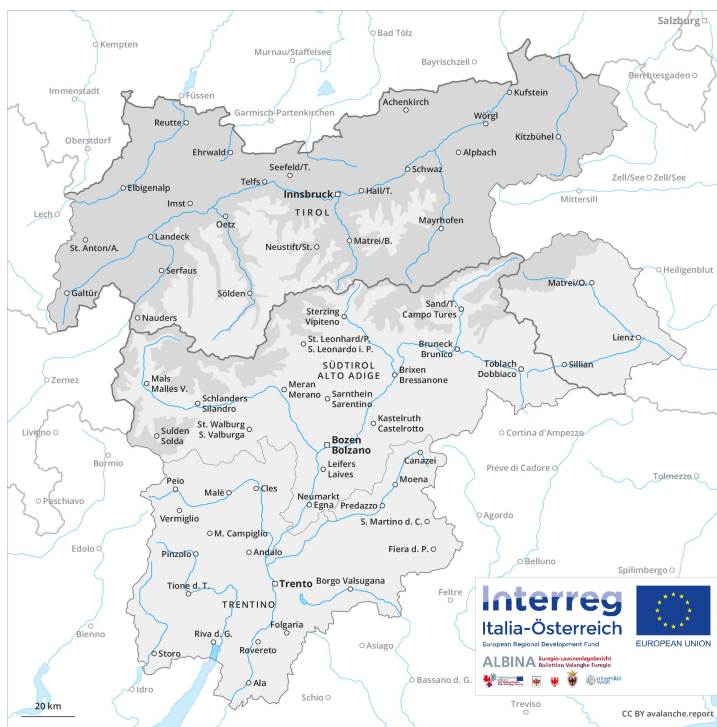 Salzburg
Kempten
Bad Tölz
Murnau/Staffelsee
Bayrischzell
Berchtesgaden
Immenstadt
Füssen
Kufstein
Achenkirch
Garmisch-Partenkirchen
Wörgl
Reutte
Kitzbühel
Oberstdorf
Ehrwald
Alpbach
Seefeld/T.
Schwaz
Telfs
Zell/See
Zell/See
Elbigenalp
Innsbruck
Hall/T.
Mittersill
Imst
TIROL
Lech
Oetz
Mayrhofen
Landeck
Matrei/B.
St. Anton/A.
Neustift/St.
Serfaus
Heiligenblut
Matrei/O.
Galtür
Sölden
Sand/T.
Campo Tures
Nauders
Sterzing
Vipiteno
Lienz
St. Leonhard/P.
S. Leonardo i. P.
Bruneck
Brunico
SÜDTIROL
ALTO ADIGE
Toblach
Dobbiaco
Sillian
Zernez
Brixen
Bressanone
Mals
Malles V.
Meran
Merano
Schlanders
Silandro
Sarnthein
Sarentino
St. Walburg
S. Valburga
Kastelruth
Castelrotto
Livigno
Sulden
Solda
Cortina d'Ampezzo
Bozen
Bolzano
Bormio
Canazei
Pieve di Cadore
Leifers
Laives
Tolmezzo
Peio
Malè
Cles
Moena
Poschiavo
Neumarkt
Egna
Predazzo
Vermiglio
Agordo
S. Martino d. C.
M. Campiglio
Edolo
Pinzolo
Andalo
Fiera d. P.
Belluno
Spilimbergo
Tione d. T.
Trento
Borgo Valsugana
Feltre
TRENTINO
Folgaria
Bienno
Riva d. G.
Rovereto
Asiago
Storo
Ala
Bassano d. G.
Idro
Schio
Treviso
20 km
Interreg
Italia-Österreich
European Regional Development Fund
EUROPEAN UNION
ALBINA
Euregio-Lawinenlagebericht
Bollettino Valanghe Euregio
universität
wien
CC BY avalanche.report